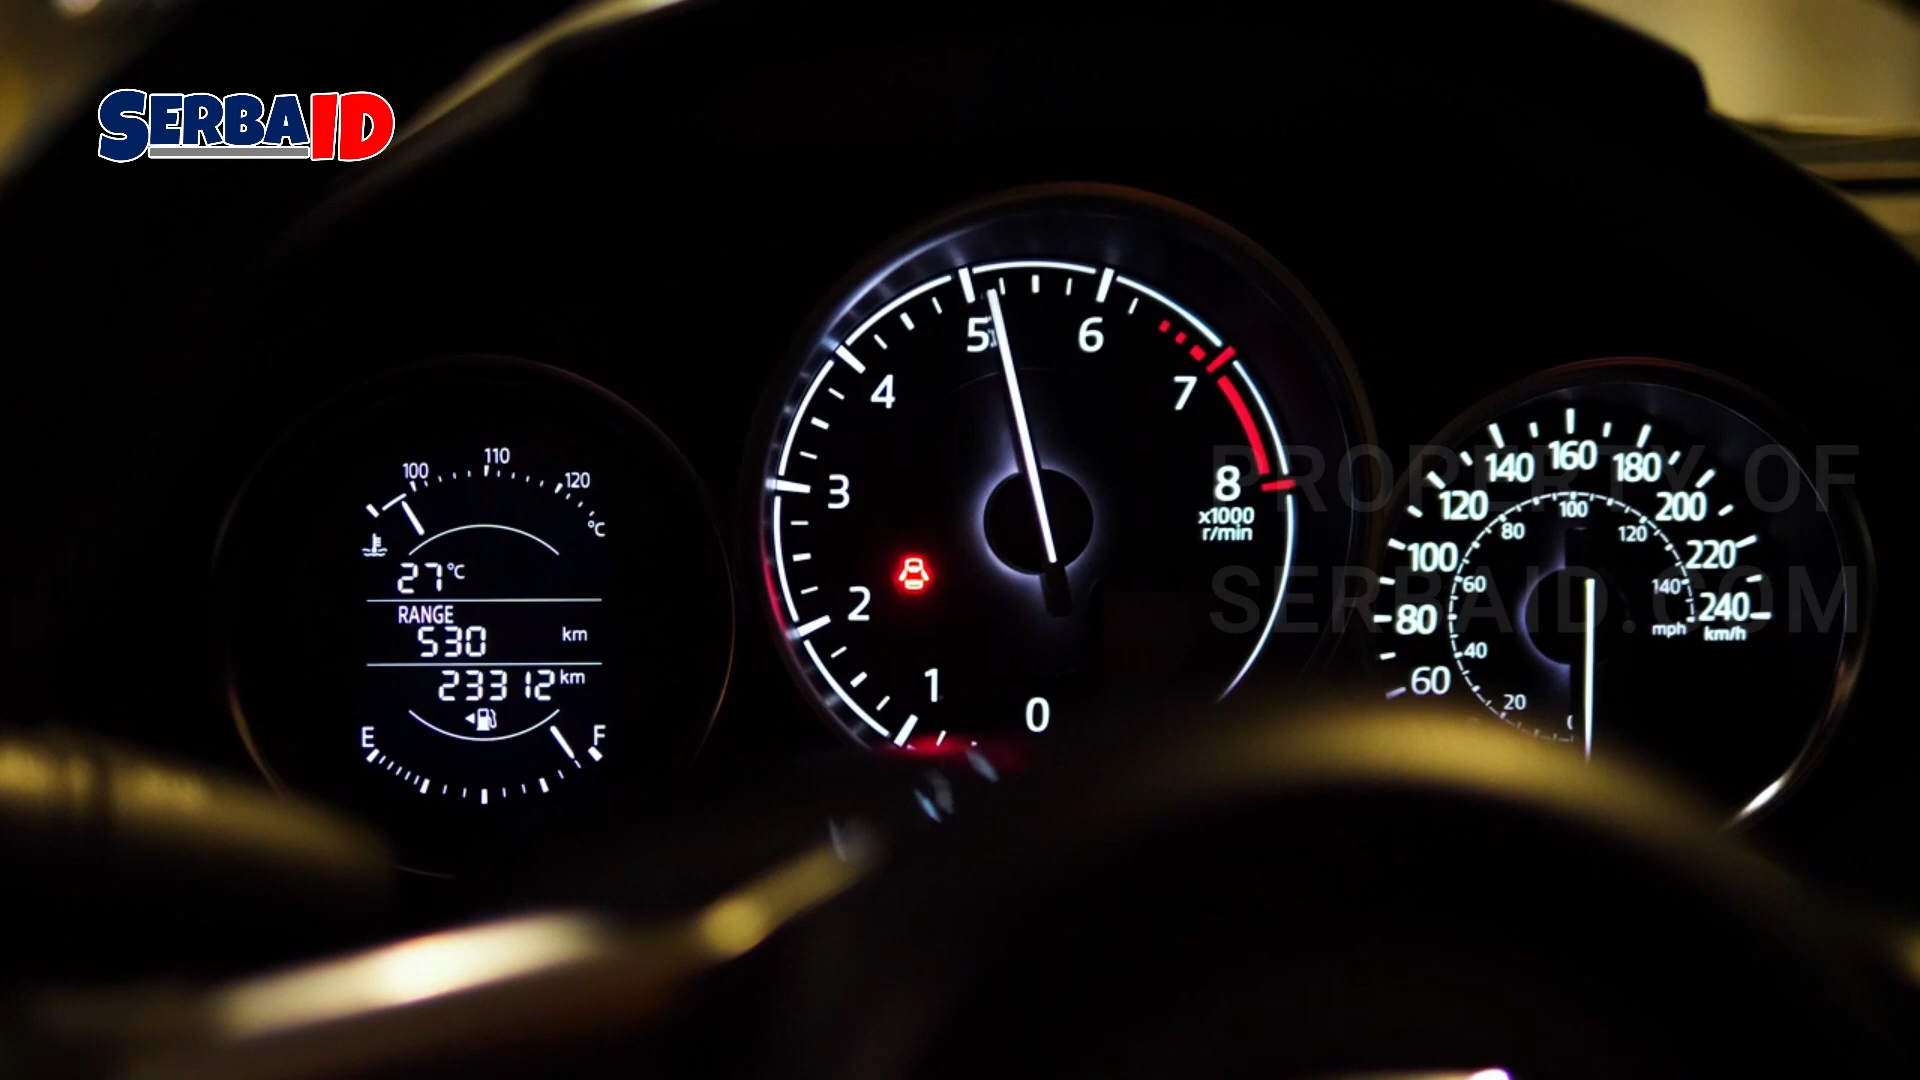 SERBAID
100 110 120
°C
27°C
RANGE
530 km
23312 km
E F
0
1
2
3
4
5
6
7
8
x1000
r/min
PROPERTY OF
SERBAID.COM
60
80
100
120
140
160
180
200
220
240
km/h
20
40
60
80
100
120
140
mph